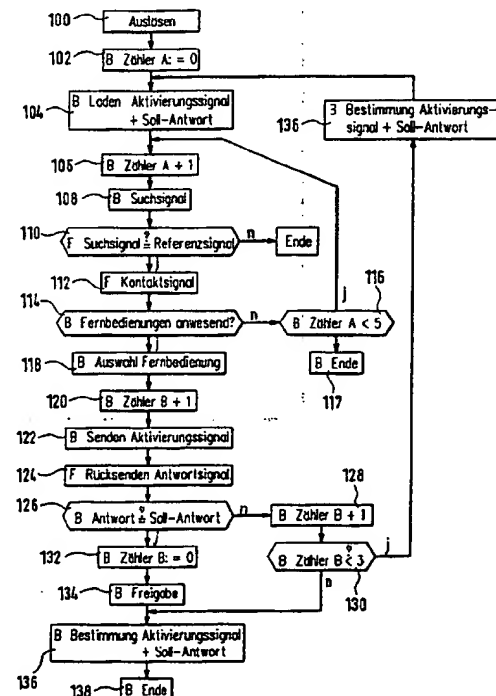 100 Auslösen
102 B Zähler A: = 0
104 B Laden Aktivierungssignal
+ Soll-Antwort
136 B Bestimmung Aktivierungs-
signal + Soll-Antwort
106 B Zähler A + 1
108 B Suchsignal
110 F Suchsignal ≟ Referenzsignal n Ende
j
112 F Kontaktsignal
114 B Fernbedienungen anwesend? n B Zähler A < 5 j 116
j
118 B Auswahl Fernbedienung
B Ende 117
120 B Zähler B + 1
122 B Senden Aktivierungssignal
124 F Rücksenden Antwortsignal
126 B Antwort ≟ Soll-Antwort n B Zähler B + 1 128
j
132 B Zähler B: = 0
B Zähler B ? < 3 j 130
n
134 B Freigabe
136 B Bestimmung Aktivierungssignal
+ Soll-Antwort
138 B Ende